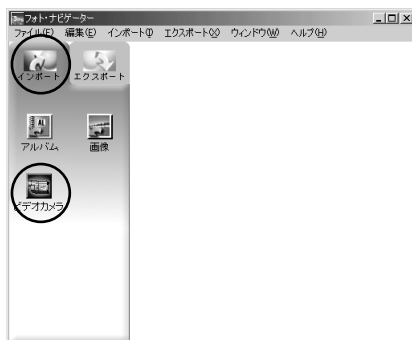 フォト・ナビゲーター
ファイル(F) 編集(E) インポート(I) エクスポート(X) ウィンドウ(W) ヘルプ(H)
インポート エクスポート
アルバム 画像
ビデオカメラ